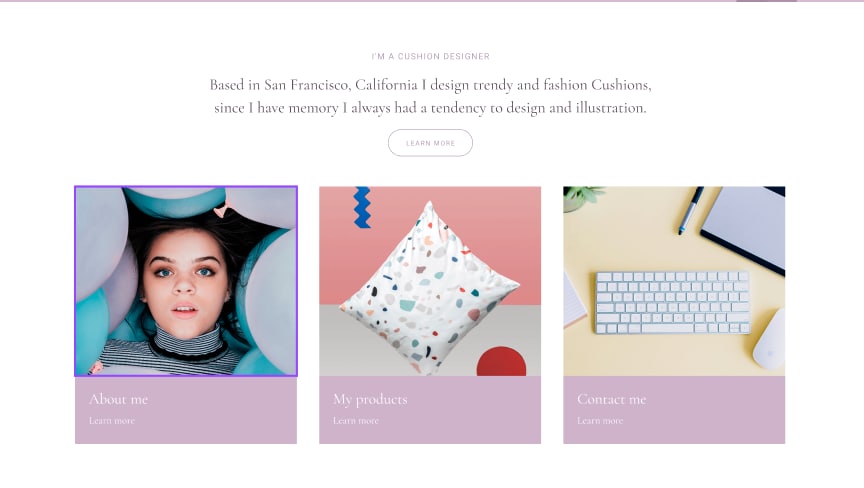 I'M A CUSHION DESIGNER
Based in San Francisco, California I design trendy and fashion Cushions,
since I have memory I always had a tendency to design and illustration.
LEARN MORE
About me
Learn more
My products
Learn more
Contact me
Learn more